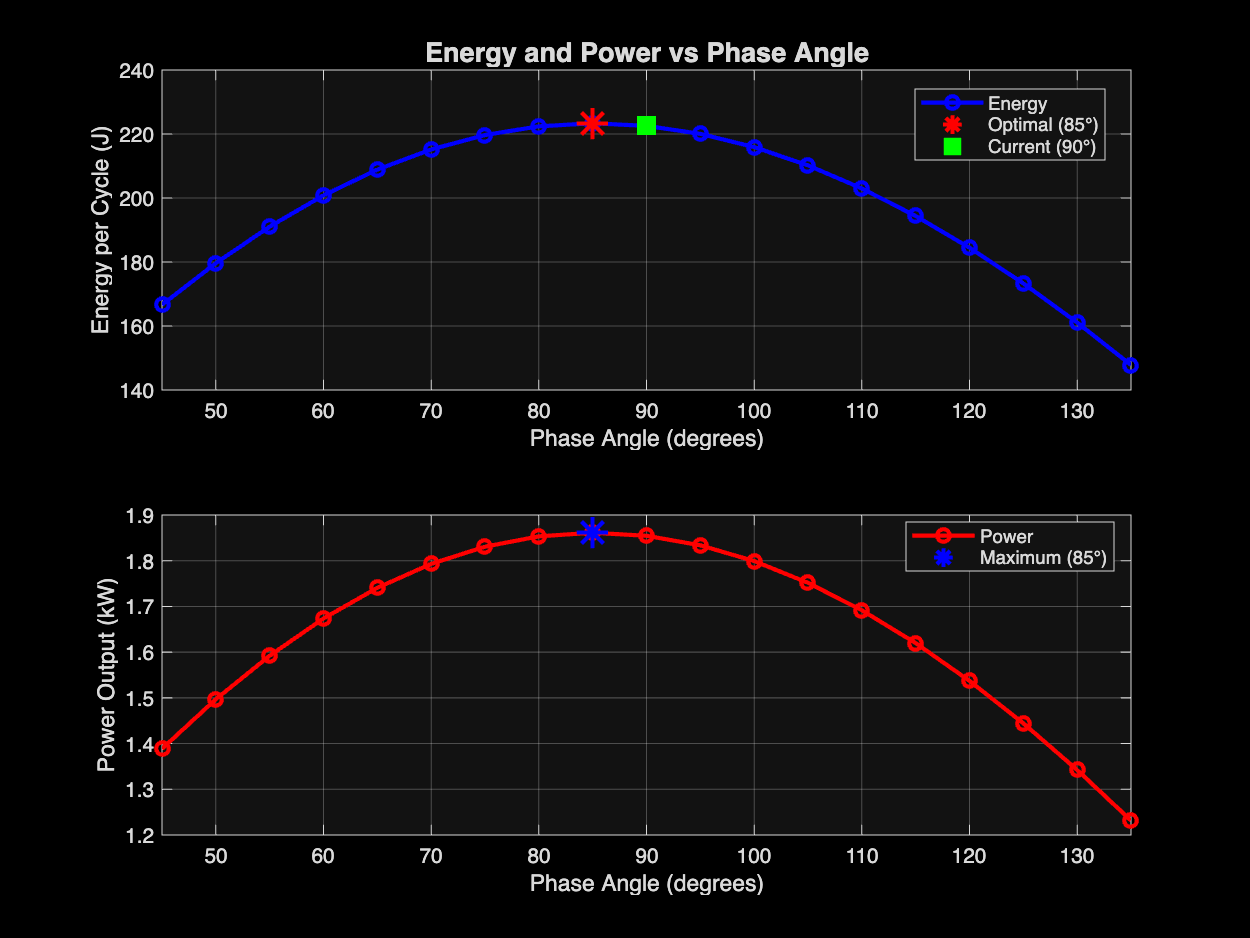 Energy and Power vs Phase Angle
240
220
200
180
160
140
Energy per Cycle (J)
Energy
Optimal (85°)
Current (90°)
50 60 70 80 90 100 110 120 130
Phase Angle (degrees)
1.9
1.8
1.7
1.6
1.5
1.4
1.3
1.2
Power Output (kW)
Power
Maximum (85°)
50 60 70 80 90 100 110 120 130
Phase Angle (degrees)